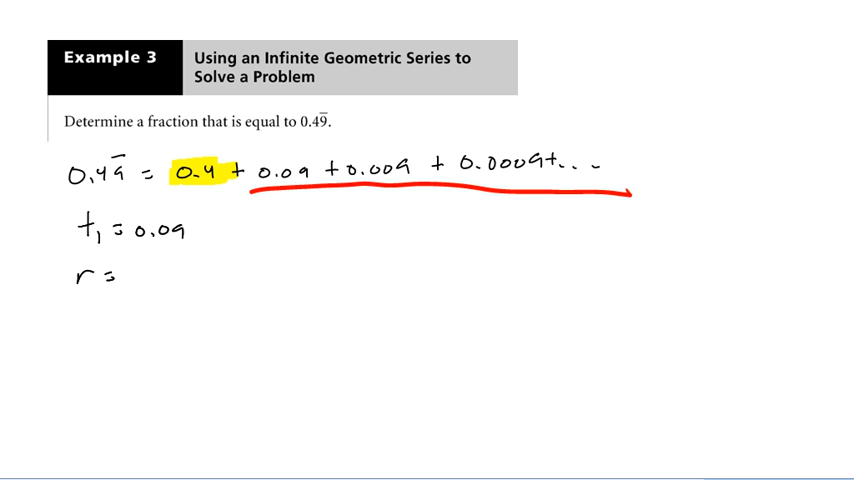 Example 3
Using an Infinite Geometric Series to
Solve a Problem
Determine a fraction that is equal to 0.49̅.
0.49̅ = 0.4 + 0.09 + 0.009 + 0.0009+...
t₁ = 0.09
r =